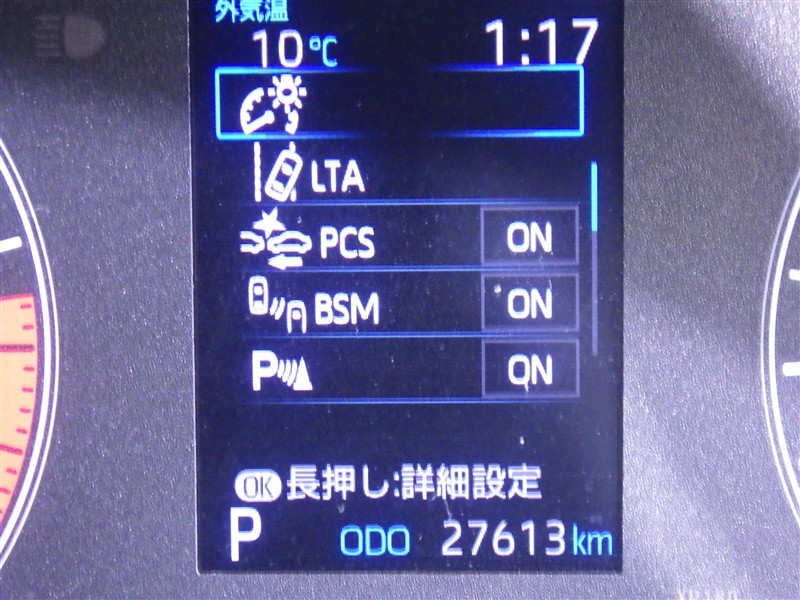 外気温
10℃ 1:17
LTA
PCS ON
BSM ON
P ON
OK 長押し:詳細設定
P ODO 27613km